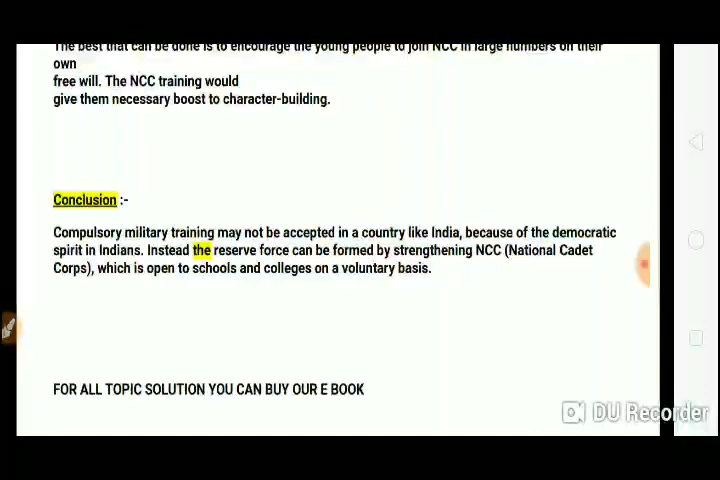 The best that can be done is to encourage the young people to join NCC in large numbers on their
own
free will. The NCC training would
give them necessary boost to character-building.
Conclusion :-
Compulsory military training may not be accepted in a country like India, because of the democratic
spirit in Indians. Instead the reserve force can be formed by strengthening NCC (National Cadet
Corps), which is open to schools and colleges on a voluntary basis.
FOR ALL TOPIC SOLUTION YOU CAN BUY OUR E BOOK
DU Recorder